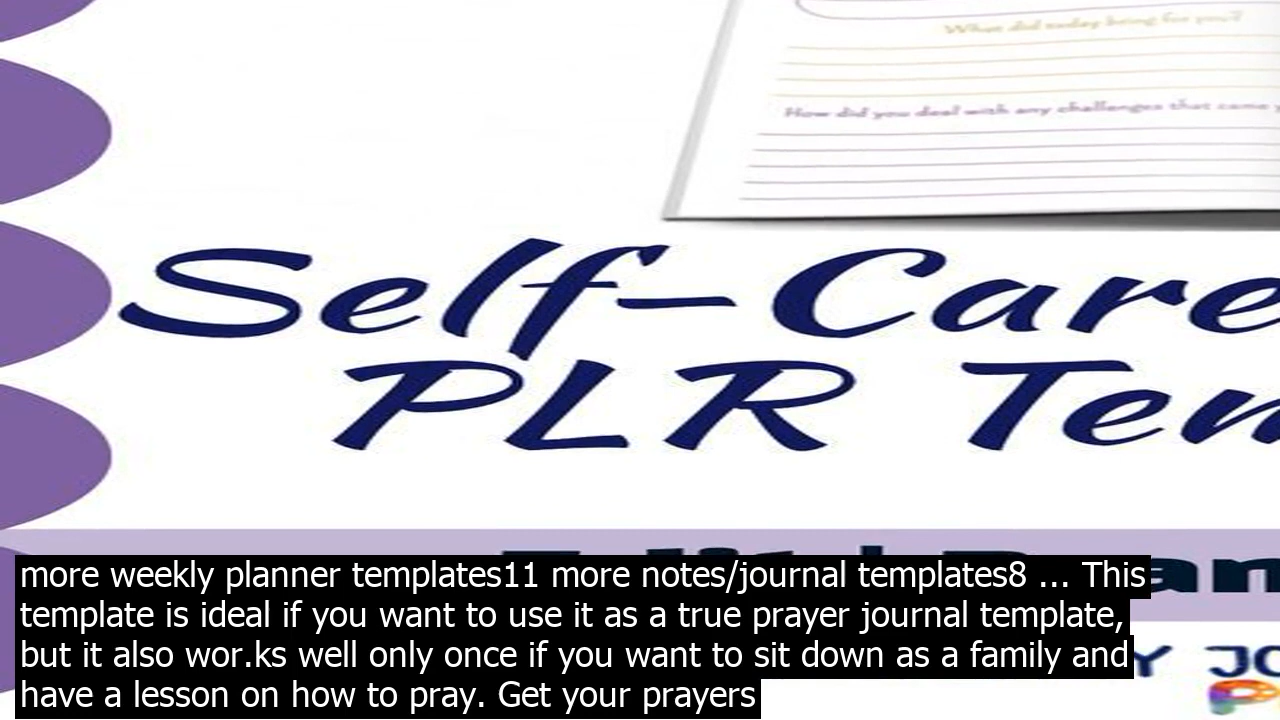 What did today bring for you?
How did you deal with any challenges that came
Self-Care
PLR Tem
more weekly planner templates11 more notes/journal templates8 ... This
template is ideal if you want to use it as a true prayer journal template,
but it also wor.ks well only once if you want to sit down as a family and
have a lesson on how to pray. Get your prayers